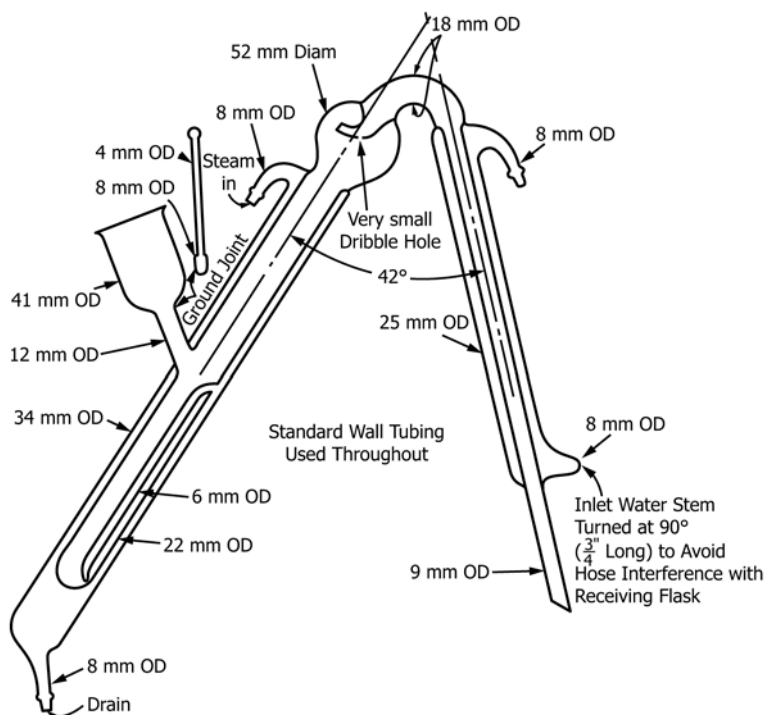 18 mm OD
52 mm Diam
8 mm OD
8 mm OD
4 mm OD
Steam
in
8 mm OD
Very small
Dribble Hole
Ground Joint
42°
41 mm OD
25 mm OD
12 mm OD
34 mm OD
Standard Wall Tubing
Used Throughout
8 mm OD
6 mm OD
Inlet Water Stem
Turned at 90°
(3/4" Long) to Avoid
Hose Interference with
Receiving Flask
22 mm OD
9 mm OD
8 mm OD
Drain